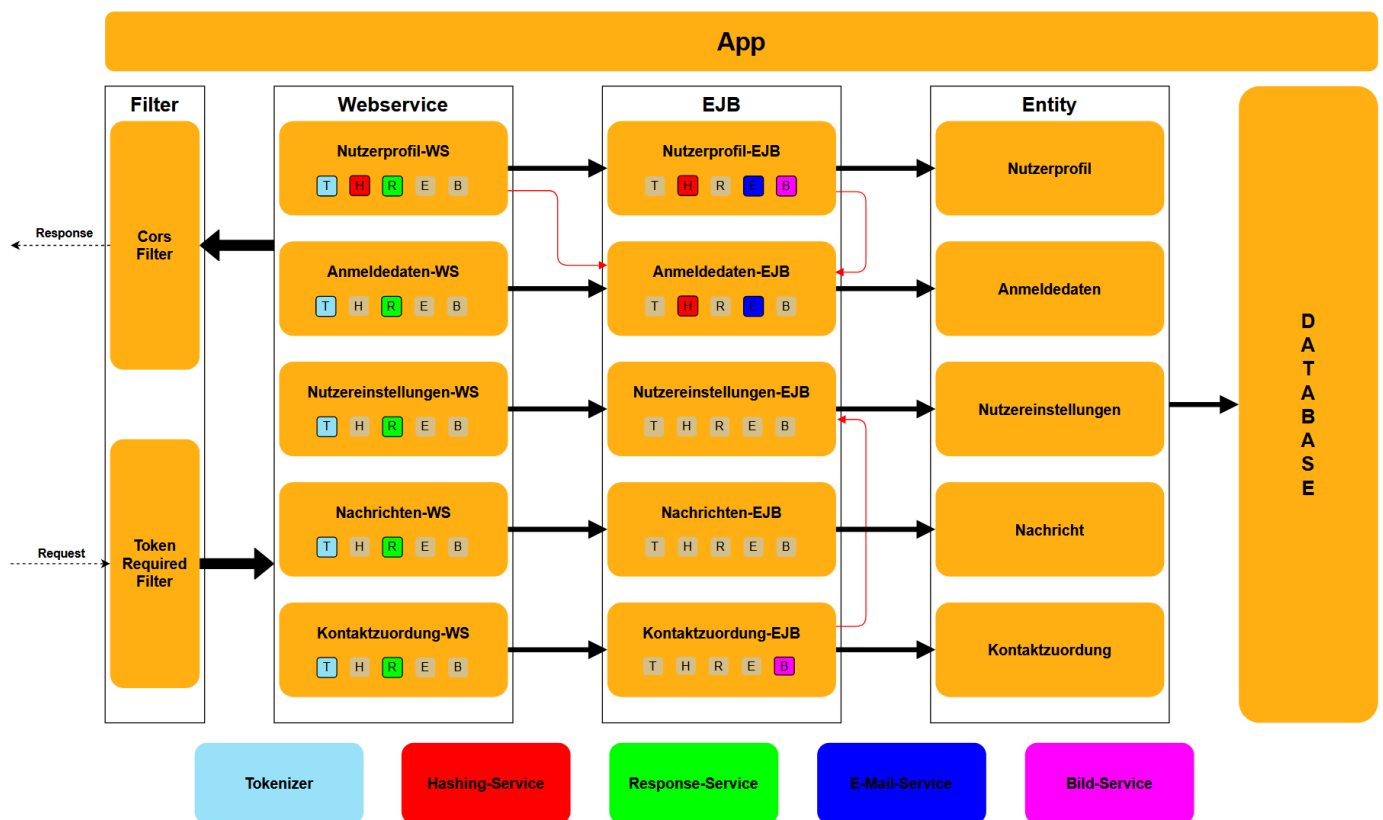 App
Filter
Webservice
EJB
Entity
Nutzerprofil-WS
T H R E B
Nutzerprofil-EJB
T H R E B
Nutzerprofil
Response
Cors
Filter
Anmeldedaten-WS
T H R E B
Anmeldedaten-EJB
T H R E B
Anmeldedaten
Nutzereinstellungen-WS
T H R E B
Nutzereinstellungen-EJB
T H R E B
Nutzereinstellungen
D
A
T
A
B
A
S
E
Request
Token
Required
Filter
Nachrichten-WS
T H R E B
Nachrichten-EJB
T H R E B
Nachricht
Kontaktzuordung-WS
T H R E B
Kontaktzuordung-EJB
T H R E B
Kontaktzuordung
Tokenizer
Hashing-Service
Response-Service
E-Mail-Service
Bild-Service